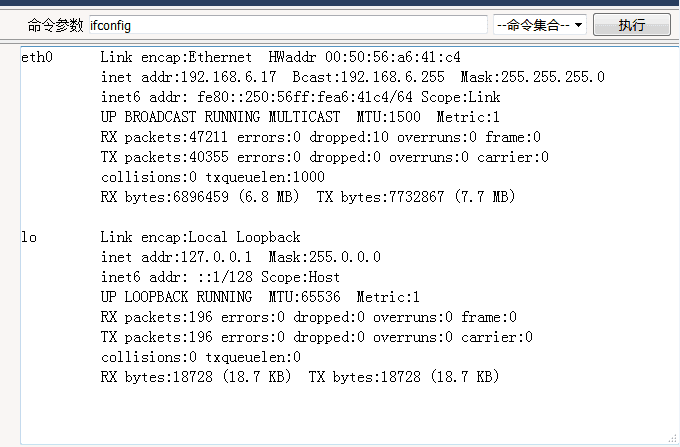 命令参数 ifconfig --命令集合-- 执行
eth0 Link encap:Ethernet HWaddr 00:50:56:a6:41:c4
inet addr:192.168.6.17 Bcast:192.168.6.255 Mask:255.255.255.0
inet6 addr: fe80::250:56ff:fea6:41c4/64 Scope:Link
UP BROADCAST RUNNING MULTICAST MTU:1500 Metric:1
RX packets:47211 errors:0 dropped:10 overruns:0 frame:0
TX packets:40355 errors:0 dropped:0 overruns:0 carrier:0
collisions:0 txqueuelen:1000
RX bytes:6896459 (6.8 MB) TX bytes:7732867 (7.7 MB)
lo Link encap:Local Loopback
inet addr:127.0.0.1 Mask:255.0.0.0
inet6 addr: ::1/128 Scope:Host
UP LOOPBACK RUNNING MTU:65536 Metric:1
RX packets:196 errors:0 dropped:0 overruns:0 frame:0
TX packets:196 errors:0 dropped:0 overruns:0 carrier:0
collisions:0 txqueuelen:0
RX bytes:18728 (18.7 KB) TX bytes:18728 (18.7 KB)